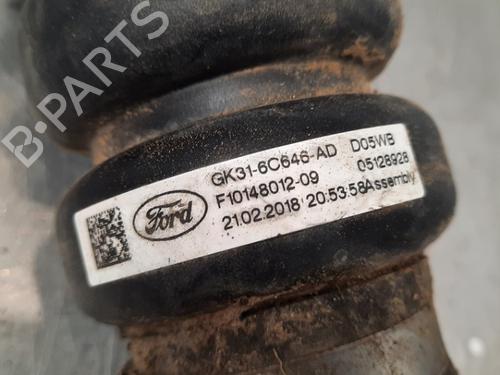 B-PARTS
Ford
GK31-6C646-AD D05WB
F10148012-09 05128928
21.02.2018 20:53:58 Assembly